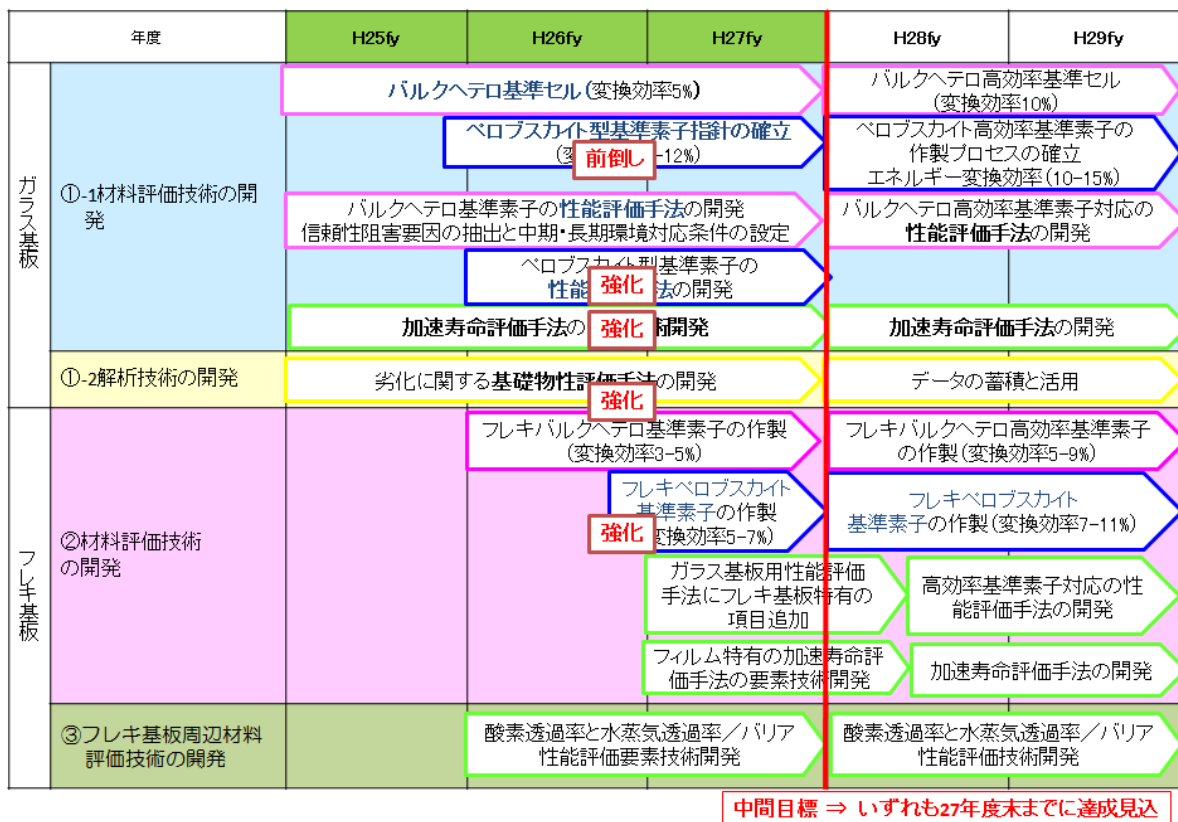 年度
H25fy
H26fy
H27fy
H28fy
H29fy
ガラス基板
①-1材料評価技術の開
発
バルクヘテロ基準セル(変換効率5%)
バルクヘテロ高効率基準セル
(変換効率10%)
ペロブスカイト型基準素子指針の確立
(変
前倒し
-12%)
ペロブスカイト高効率基準素子の
作製プロセスの確立
エネルギー変換効率(10-15%)
バルクヘテロ基準素子の性能評価手法の開発
信頼性阻害要因の抽出と中期・長期環境対応条件の設定
バルクヘテロ高効率基準素子対応の
性能評価手法の開発
ペロブスカイト型基準素子の
性能
強化
法の開発
加速寿命評価手法の
強化
術開発
加速寿命評価手法の開発
①-2解析技術の開発
劣化に関する基礎物性評価手法の開発
強化
データの蓄積と活用
フレキ基板
②材料評価技術
の開発
フレキバルクヘテロ基準素子の作製
(変換効率3-5%)
フレキバルクヘテロ高効率基準素子
の作製(変換効率5-9%)
フレキペロブスカイト
基準素子の作製
強化
変換効率5-7%)
フレキペロブスカイト
基準素子の作製(変換効率7-11%)
ガラス基板用性能評価
手法にフレキ基板特有の
項目追加
高効率基準素子対応の性
能評価手法の開発
フィルム特有の加速寿命評
価手法の要素技術開発
加速寿命評価手法の開発
③フレキ基板周辺材料
評価技術の開発
酸素透過率と水蒸気透過率/バリア
性能評価要素技術開発
酸素透過率と水蒸気透過率/バリア
性能評価技術開発
中間目標 ⇒ いずれも27年度末までに達成見込